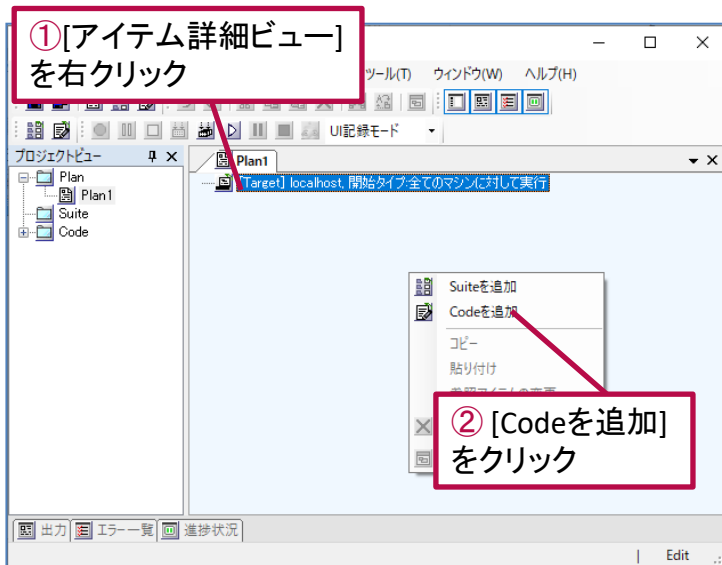 ①[アイテム詳細ビュー]
を右クリック
ツール(T) ウィンドウ(W) ヘルプ(H)
UI記録モード
プロジェクトビュー
Plan
Plan1
Suite
Code
Plan1
[Target] localhost, 開始タイプ:全てのマシンに対して実行
Suiteを追加
Codeを追加
コピー
貼り付け
② [Codeを追加]
をクリック
出力 エラー一覧 進捗状況
Edit